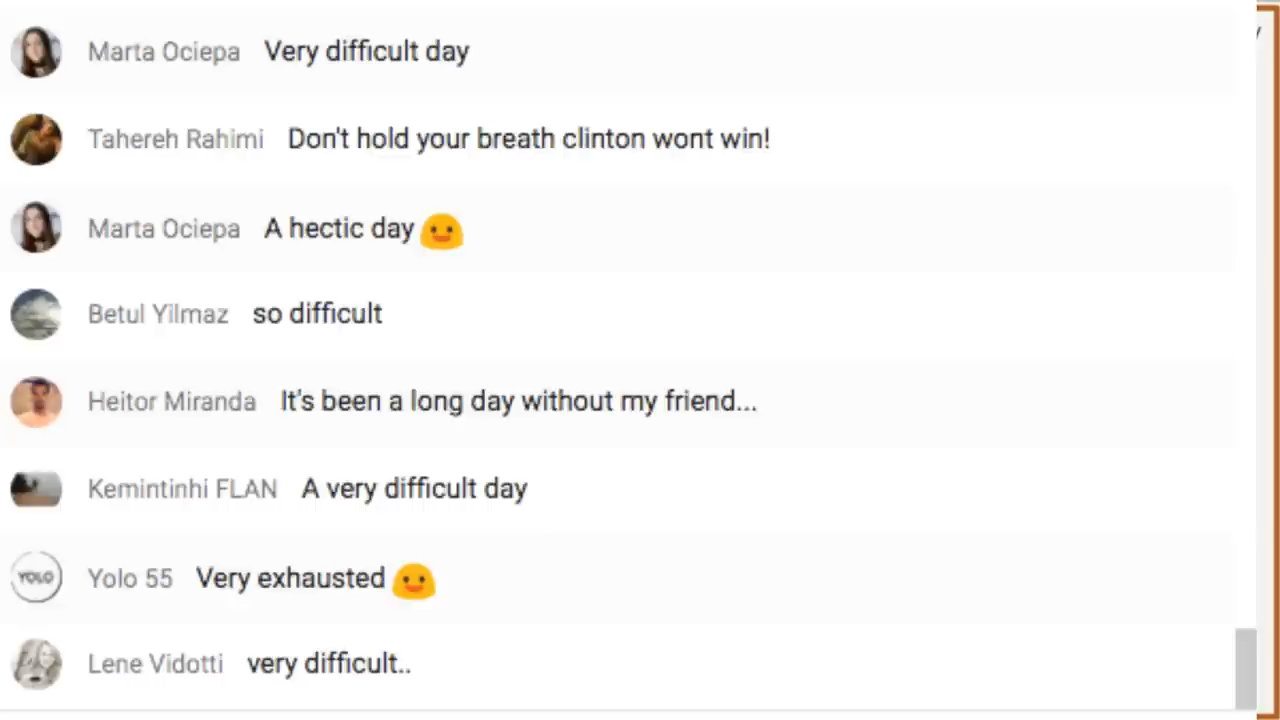 Marta Ociepa Very difficult day
Tahereh Rahimi Don't hold your breath clinton wont win!
Marta Ociepa A hectic day
Betul Yilmaz so difficult
Heitor Miranda It's been a long day without my friend...
Kemintinhi FLAN A very difficult day
YOLO Yolo 55 Very exhausted
Lene Vidotti very difficult..